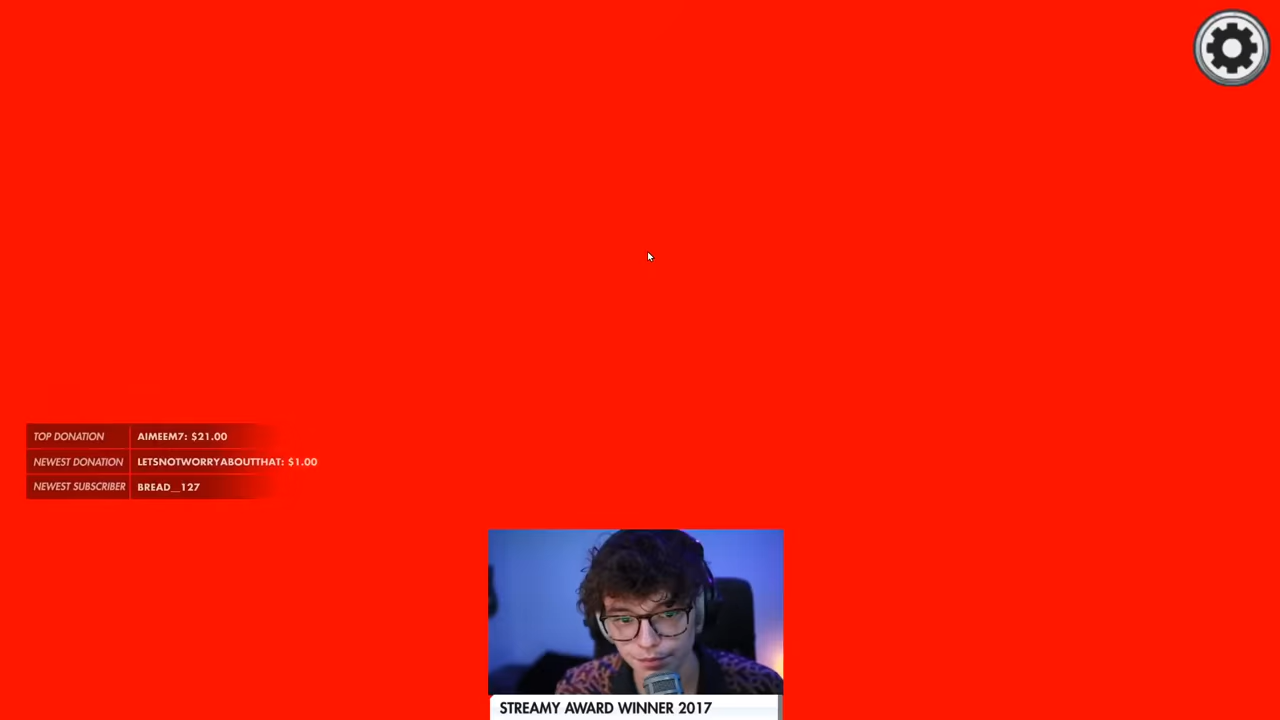 TOP DONATION AIMEEM7: $21.00
NEWEST DONATION LETSNOTWORRYABOUTTHAT: $1.00
NEWEST SUBSCRIBER BREAD__127
STREAMY AWARD WINNER 2017